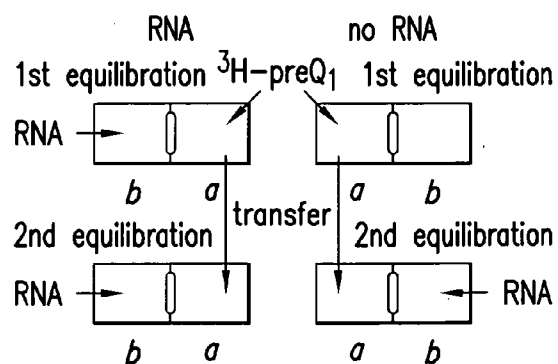 RNA no RNA
1st equilibration ³H-preQ₁ 1st equilibration
RNA
b a a b
transfer
2nd equilibration 2nd equilibration
RNA RNA
b a a b